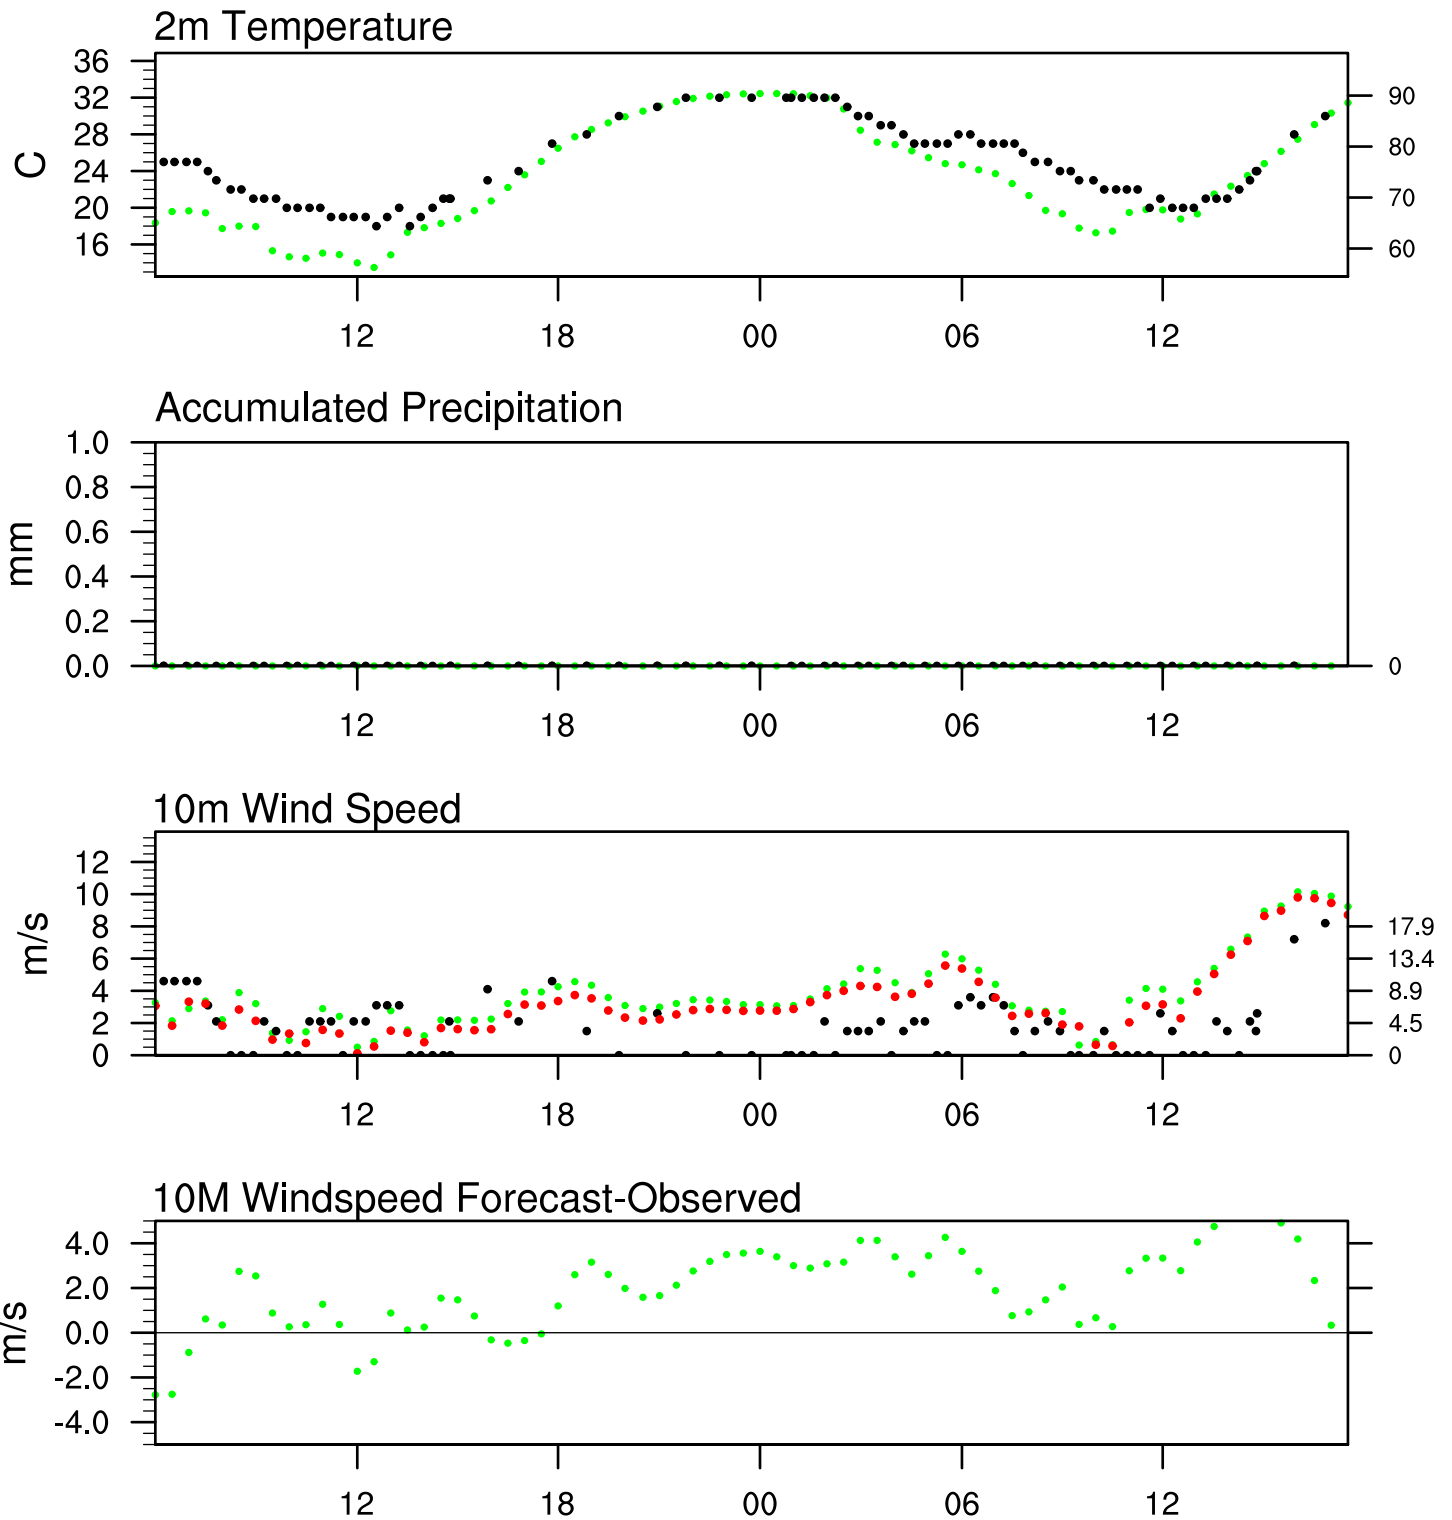 2m Temperature
36
32
28
24
20
16
C
90
80
70
60
12 18 00 06 12
Accumulated Precipitation
1.0
0.8
0.6
0.4
0.2
0.0
mm
0
12 18 00 06 12
10m Wind Speed
12
10
8
6
4
2
0
m/s
17.9
13.4
8.9
4.5
0
12 18 00 06 12
10M Windspeed Forecast-Observed
4.0
2.0
0.0
-2.0
-4.0
m/s
12 18 00 06 12